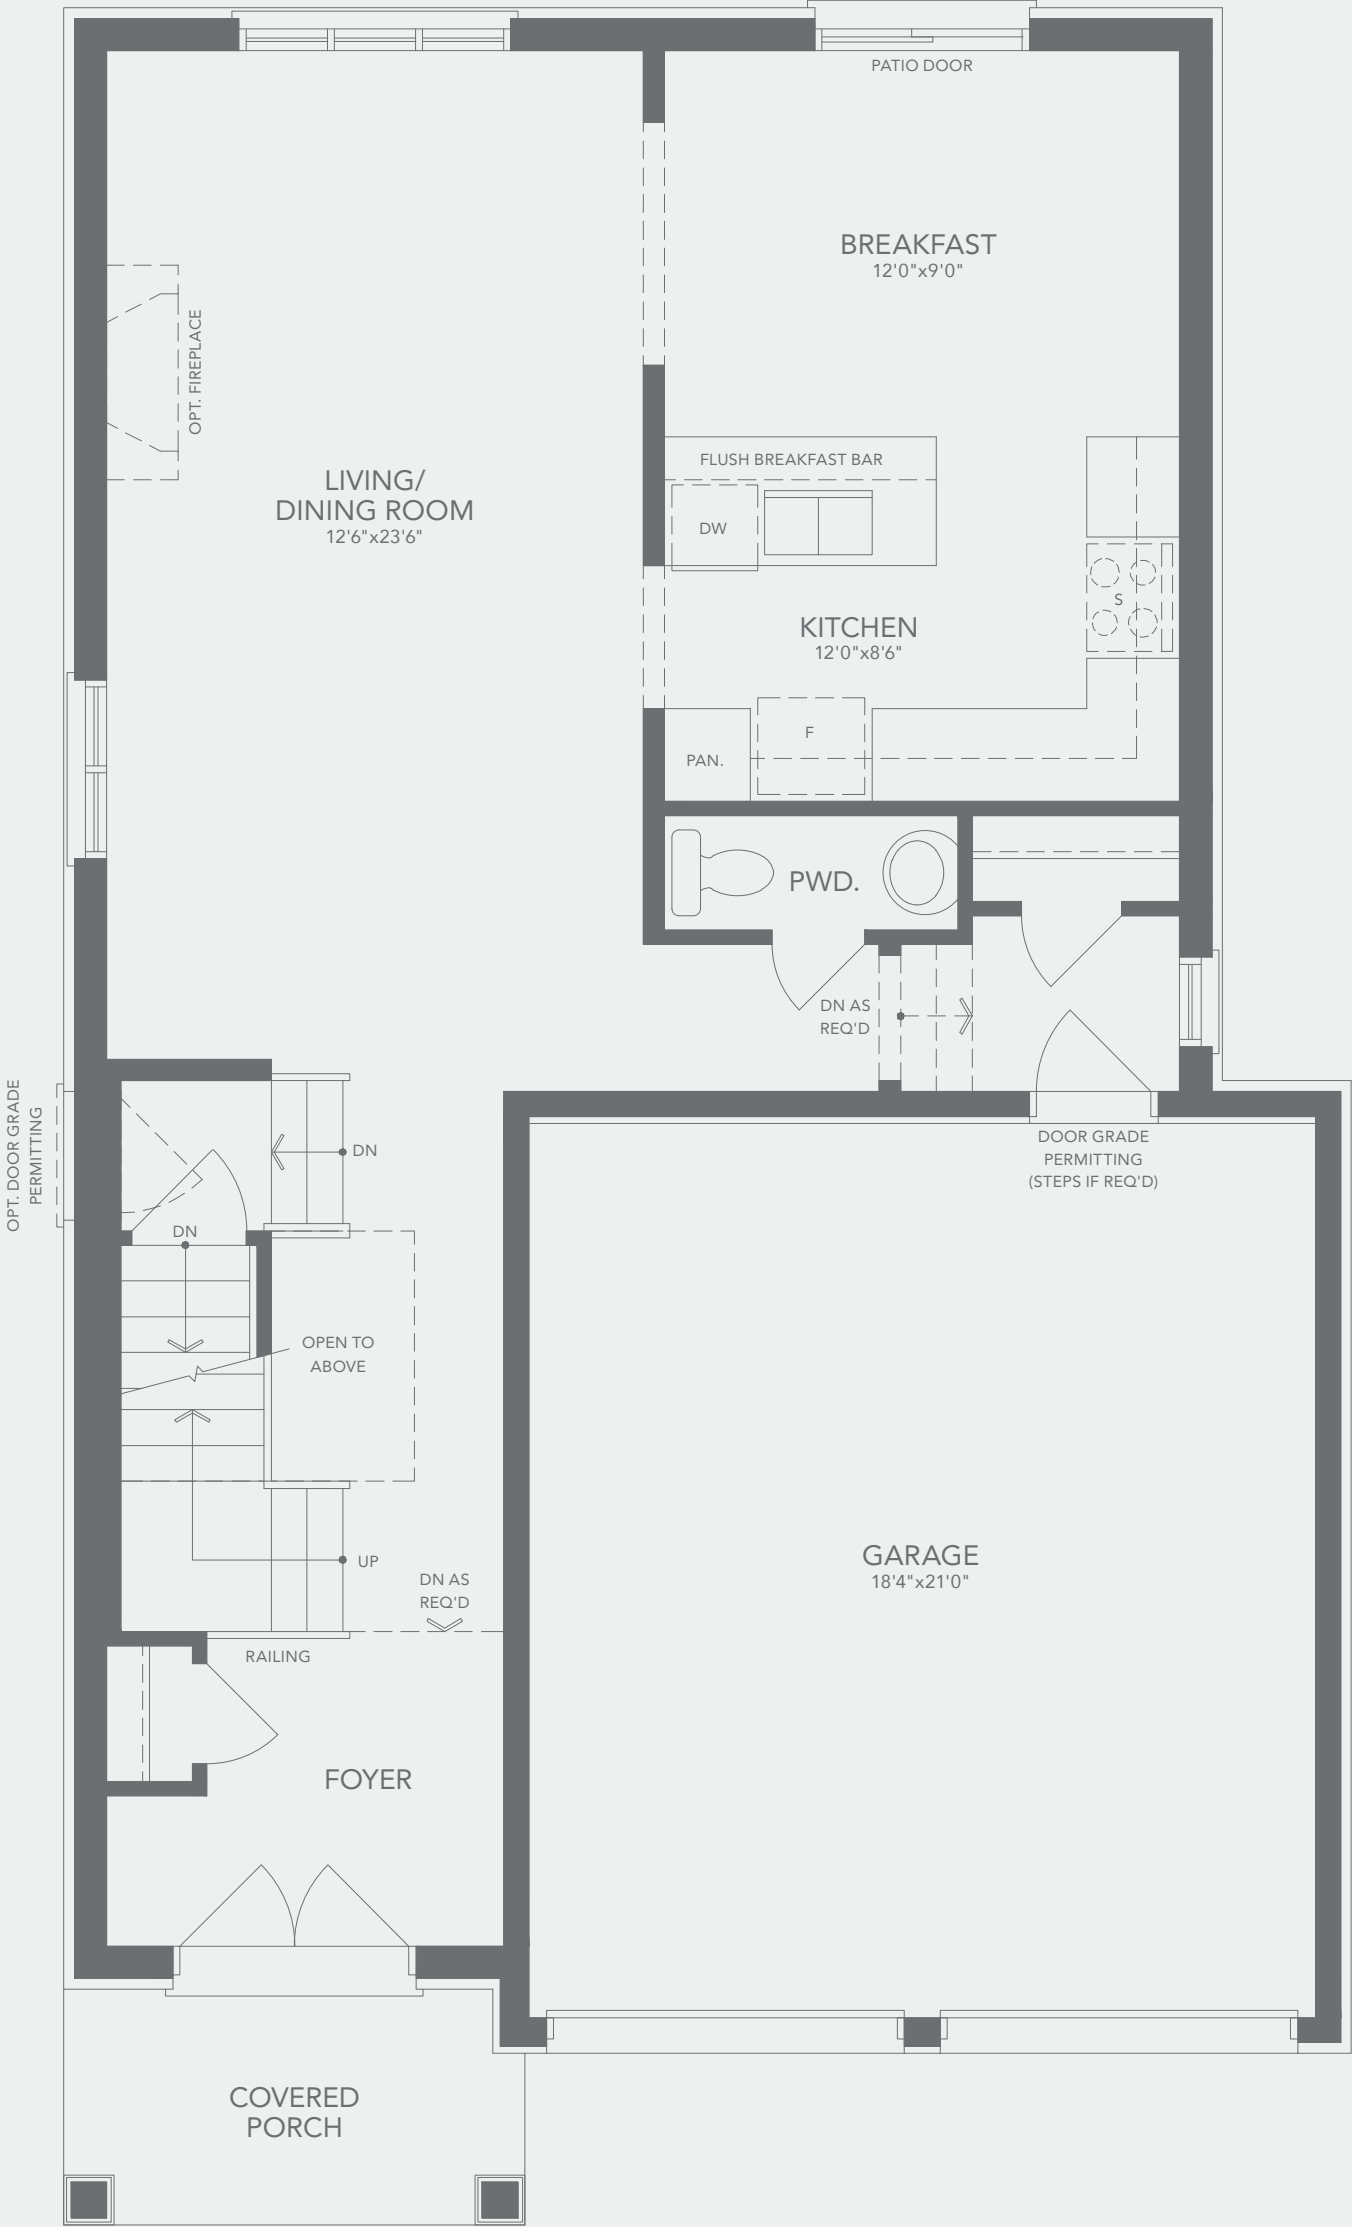 PATIO DOOR
BREAKFAST
12'0"x9'0"
OPT. FIREPLACE
LIVING/
DINING ROOM
12'6"x23'6"
FLUSH BREAKFAST BAR
DW
S
KITCHEN
12'0"x8'6"
F
PAN.
PWD.
DN AS
REQ'D
OPT. DOOR GRADE
PERMITTING
DN
DOOR GRADE
PERMITTING
(STEPS IF REQ'D)
DN
OPEN TO
ABOVE
GARAGE
18'4"x21'0"
UP
DN AS
REQ'D
RAILING
FOYER
COVERED
PORCH